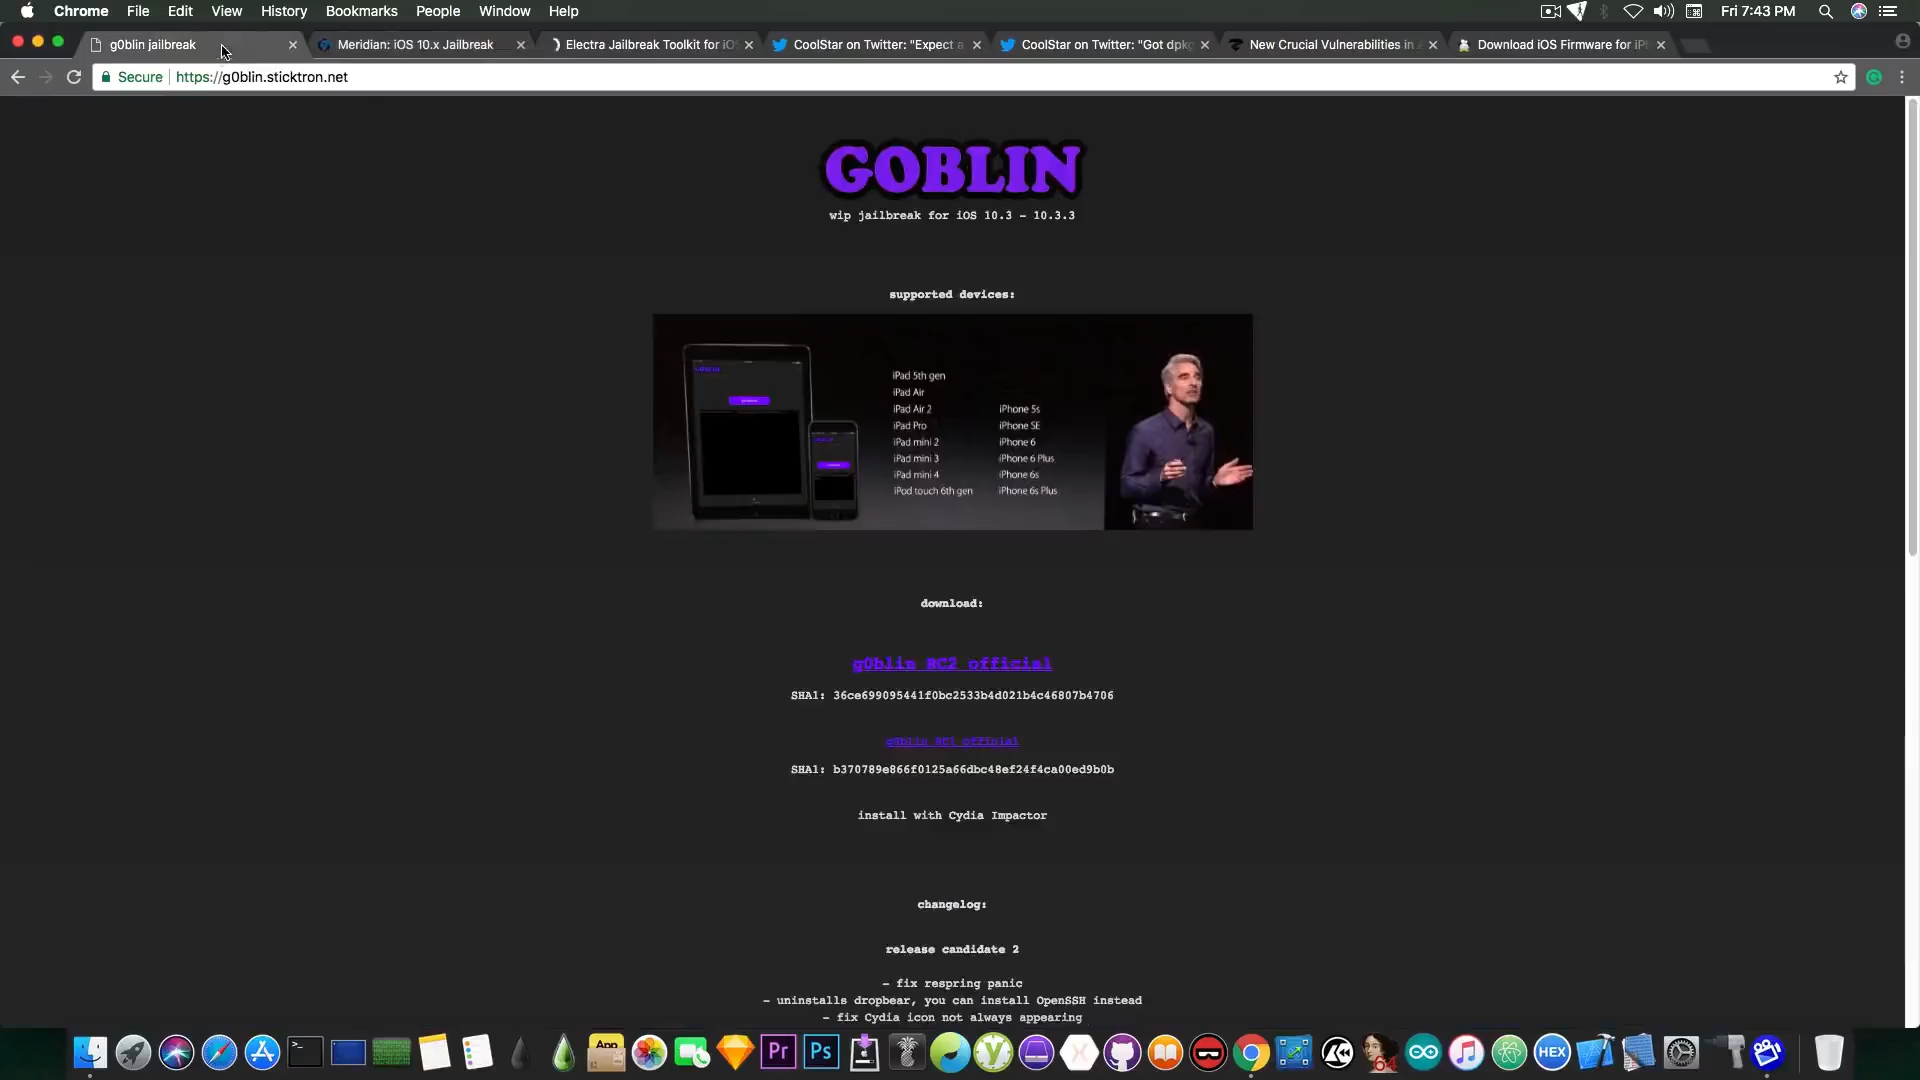 Chrome File Edit View History Bookmarks People Window Help Fri 7:43 PM
g0blin jailbreak Meridian: iOS 10.x Jailbreak Electra Jailbreak Toolkit for iOS CoolStar on Twitter: "Expect a CoolStar on Twitter: "Got dpkg New Crucial Vulnerabilities in Download iOS Firmware for iP
Secure https://g0blin.sticktron.net
GOBLIN
wip jailbreak for iOS 10.3 - 10.3.3
supported devices:
iPad 5th gen
iPad Air
iPad Air 2 iPhone 5s
iPad Pro iPhone SE
iPad mini 2 iPhone 6
iPad mini 3 iPhone 6 Plus
iPad mini 4 iPhone 6s
iPod touch 6th gen iPhone 6s Plus
download:
g0blin RC2 official
SHA1: 36ce699095441f0bc2533b4d021b4c46807b4706
g0blin RC1 official
SHA1: b370789e866f0125a66dbc48ef24f4ca00ed9b0b
install with Cydia Impactor
changelog:
release candidate 2
- fix respring panic
- uninstalls dropbear, you can install OpenSSH instead
- fix Cydia icon not always appearing
App Pr Ps 64 HEX